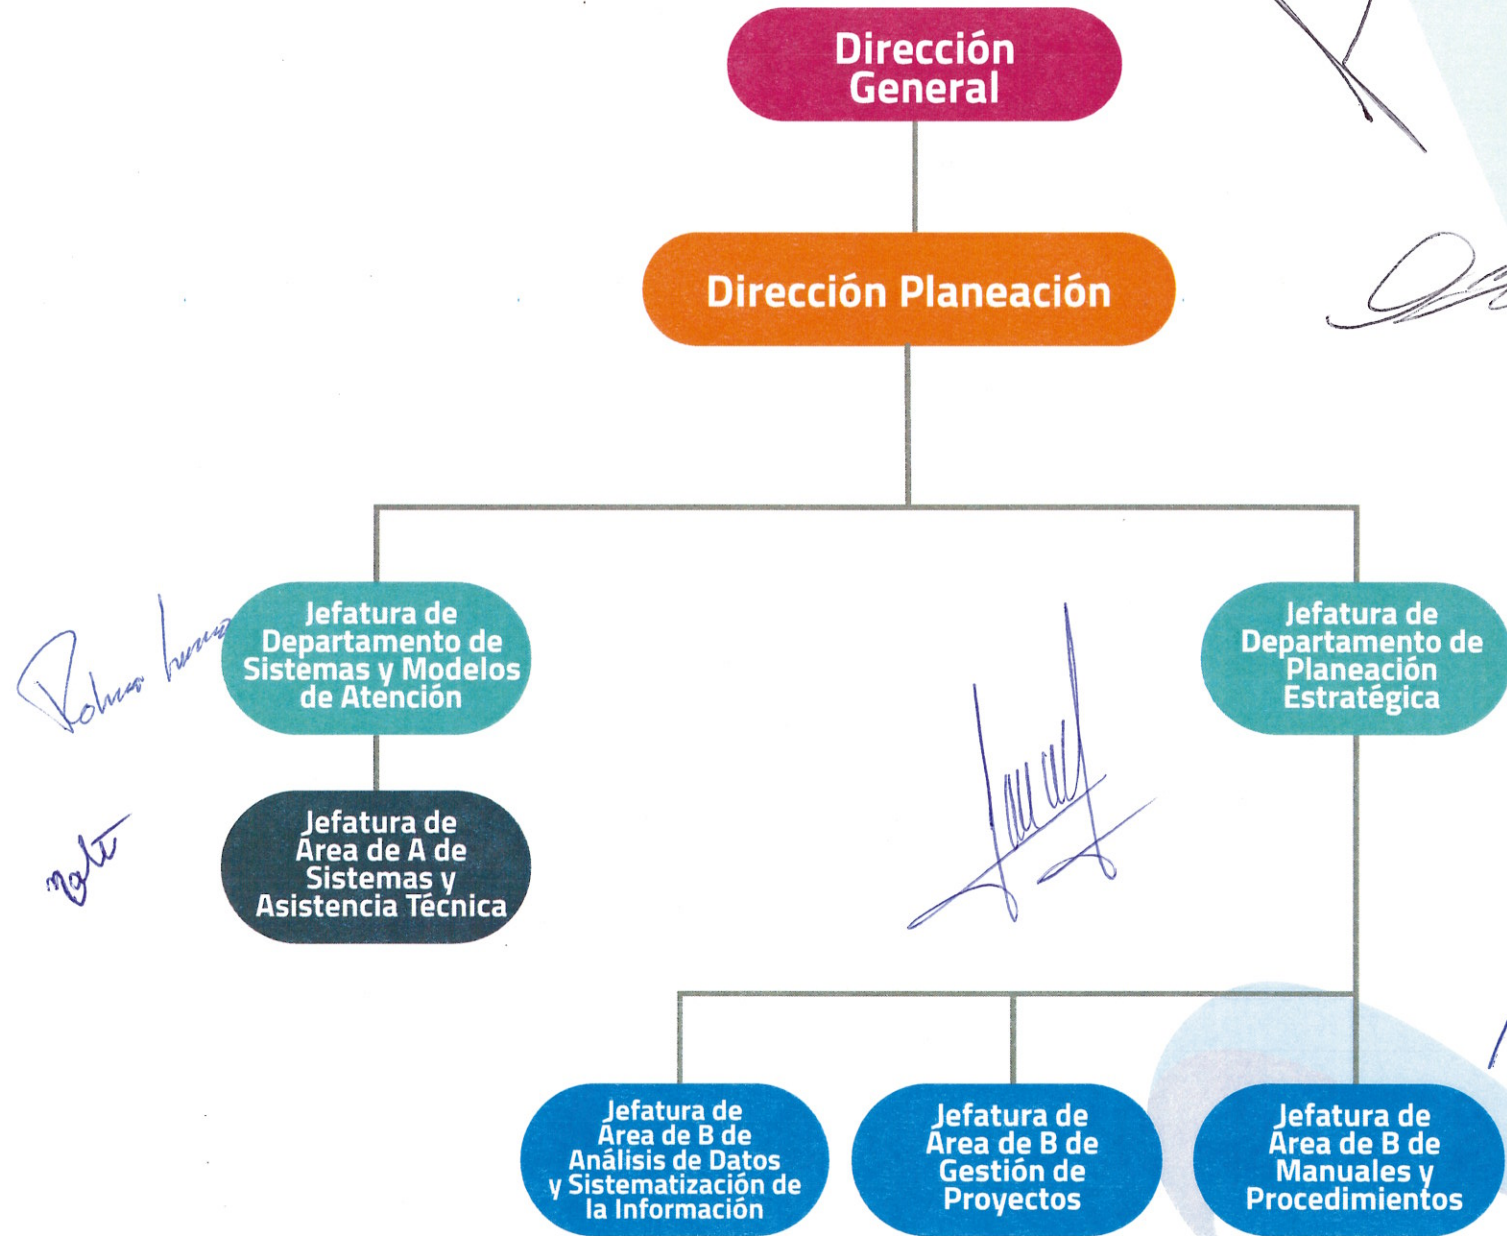 Dirección
General
Dirección Planeación
Jefatura de
Departamento de
Sistemas y Modelos
de Atención
Jefatura de
Departamento de
Planeación
Estratégica
Jefatura de
Área de A de
Sistemas y
Asistencia Técnica
Jefatura de
Área de B de
Análisis de Datos
y Sistematización de
la Información
Jefatura de
Área de B de
Gestión de
Proyectos
Jefatura de
Área de B de
Manuales y
Procedimientos